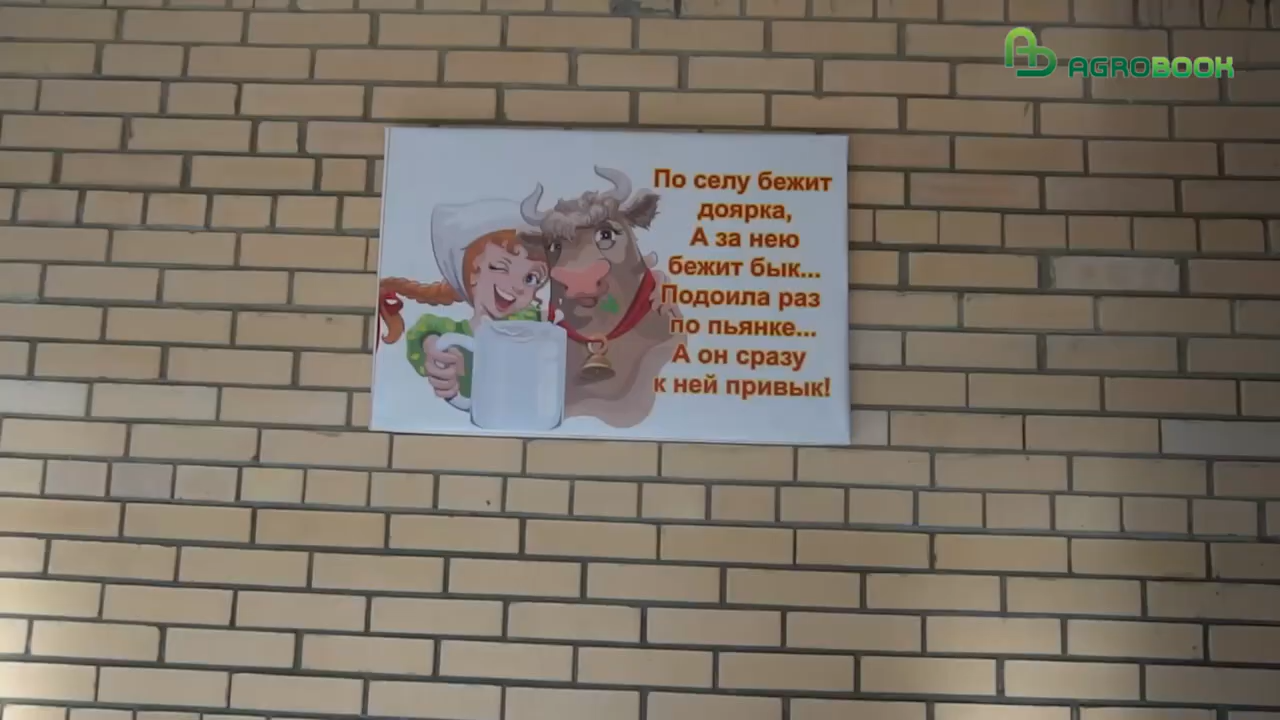 AGROBOOK
По селу бежит
доярка,
А за нею
бежит бык...
Подоила раз
по пьянке...
А он сразу
к ней привык!